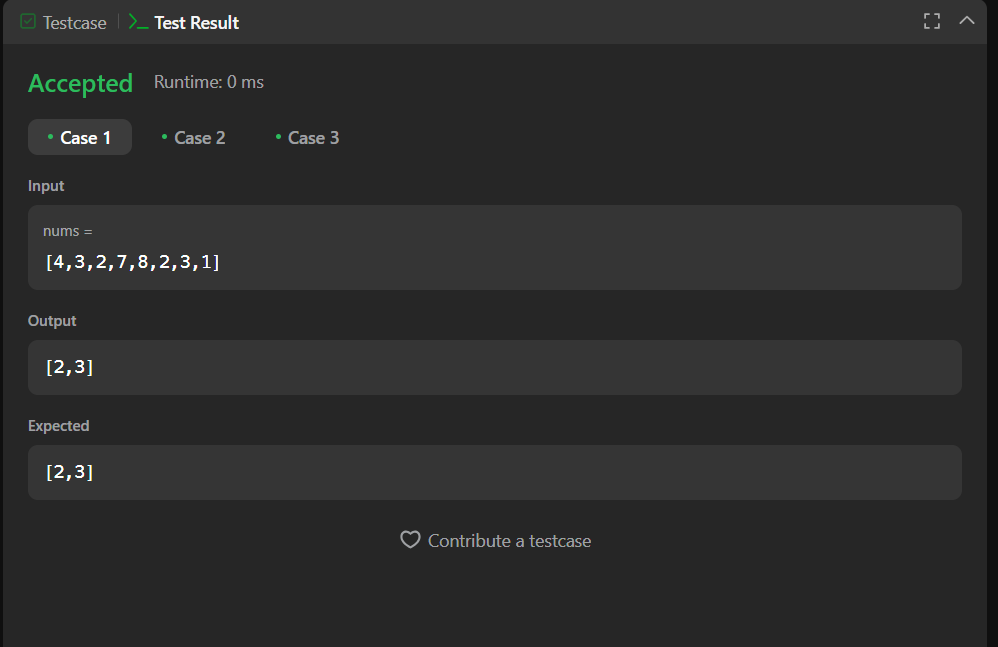 Testcase Test Result
Accepted Runtime: 0 ms
Case 1 Case 2 Case 3
Input
nums =
[4,3,2,7,8,2,3,1]
Output
[2,3]
Expected
[2,3]
Contribute a testcase